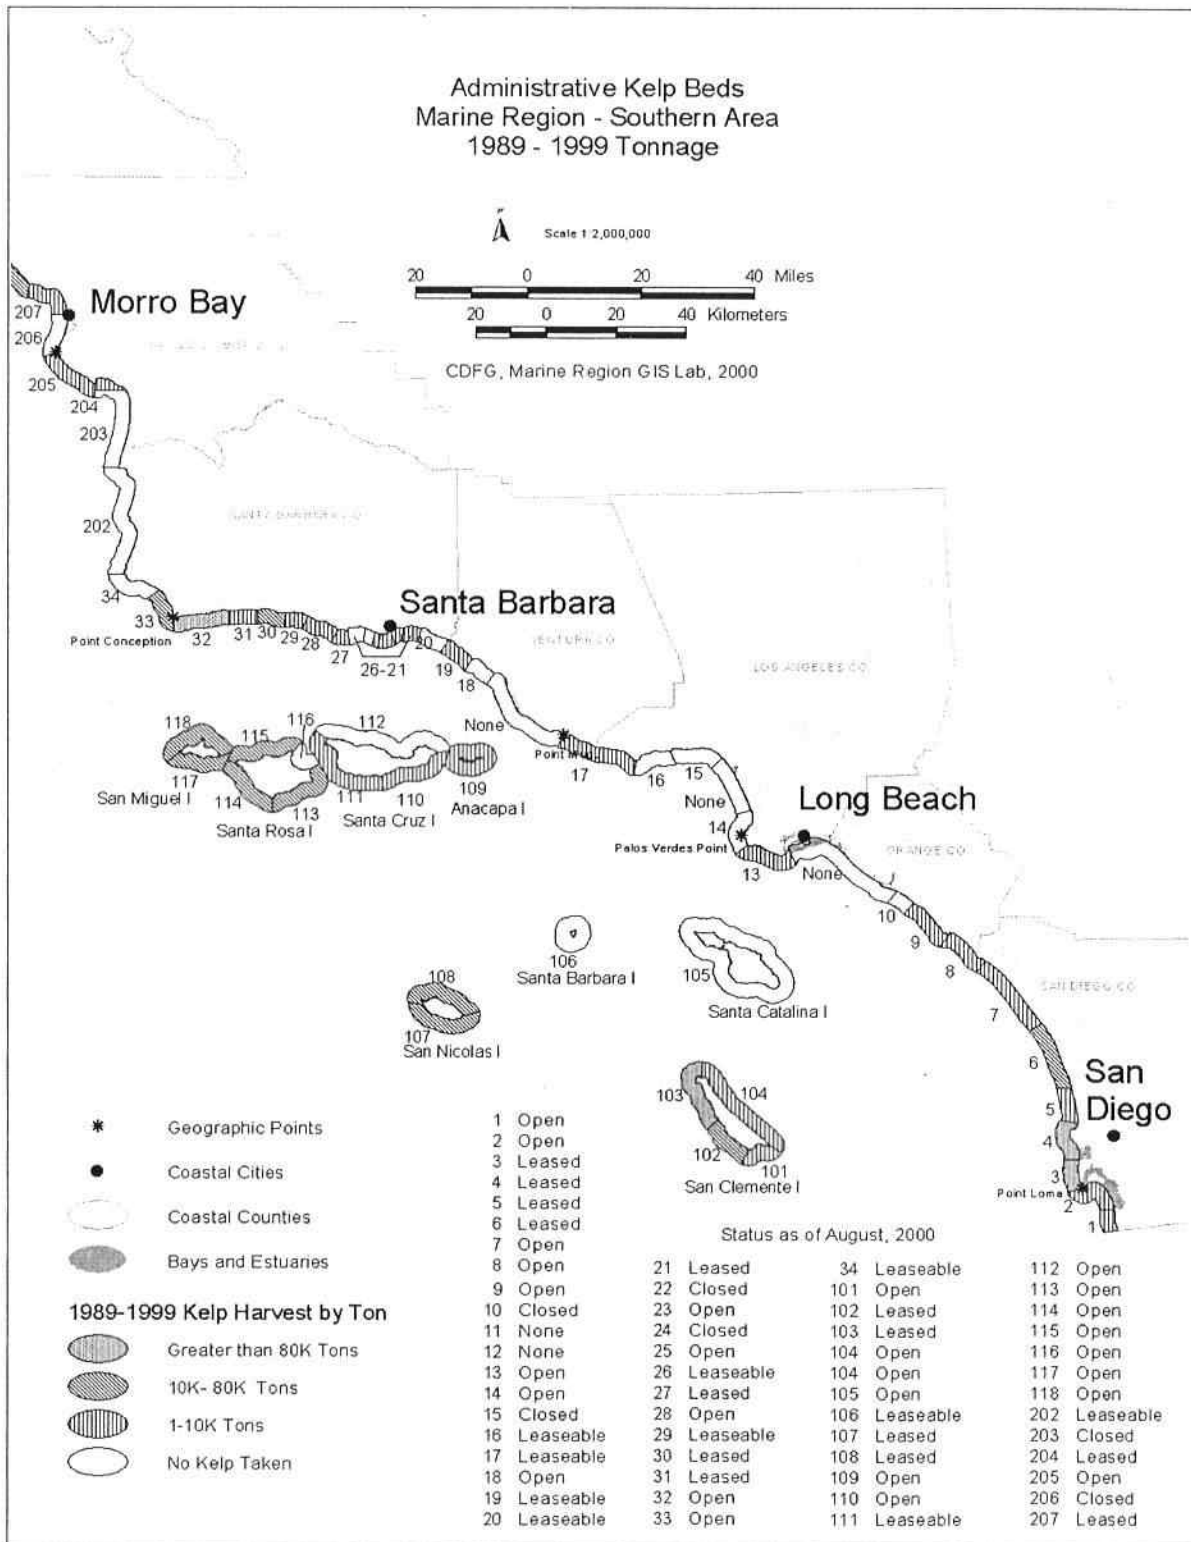 Administrative Kelp Beds
Marine Region - Southern Area
1989 - 1999 Tonnage
Scale 1:2,000,000
20 0 20 40 Miles
20 0 20 40 Kilometers
CDFG, Marine Region GIS Lab, 2000
207
Morro Bay
206
205
204
203
202
SANTA BARBARA CO
34
33
Point Conception
32
31
30
29
28
27
Santa Barbara
26-21
20
19
18
VENTURA CO
LOS ANGELES CO
None
Point
17
16
15
None
14
Palos Verdes Point
Long Beach
13
None
ORANGE CO
10
9
8
7
SAN DIEGO CO
6
5
San
Diego
4
3
Point Loma
2
1
118
117
San Miguel I
116
115
114
113
Santa Rosa I
112
111
110
Santa Cruz I
109
Anacapa I
106
Santa Barbara I
105
Santa Catalina I
108
107
San Nicolas I
103
104
102
101
San Clemente I
Geographic Points
Coastal Cities
Coastal Counties
Bays and Estuaries
1989-1999 Kelp Harvest by Ton
Greater than 80K Tons
10K- 80K Tons
1-10K Tons
No Kelp Taken
Status as of August, 2000
1 Open
2 Open
3 Leased
4 Leased
5 Leased
6 Leased
7 Open
8 Open
9 Open
10 Closed
11 None
12 None
13 Open
14 Open
15 Closed
16 Leaseable
17 Leaseable
18 Open
19 Leaseable
20 Leaseable
21 Leased
22 Closed
23 Open
24 Closed
25 Open
26 Leaseable
27 Leased
28 Open
29 Leaseable
30 Leased
31 Leased
32 Open
33 Open
34 Leaseable
101 Open
102 Leased
103 Leased
104 Open
104 Open
105 Open
106 Leaseable
107 Leased
108 Leased
109 Open
110 Open
111 Leaseable
112 Open
113 Open
114 Open
115 Open
116 Open
117 Open
118 Open
202 Leaseable
203 Closed
204 Leased
205 Open
206 Closed
207 Leased